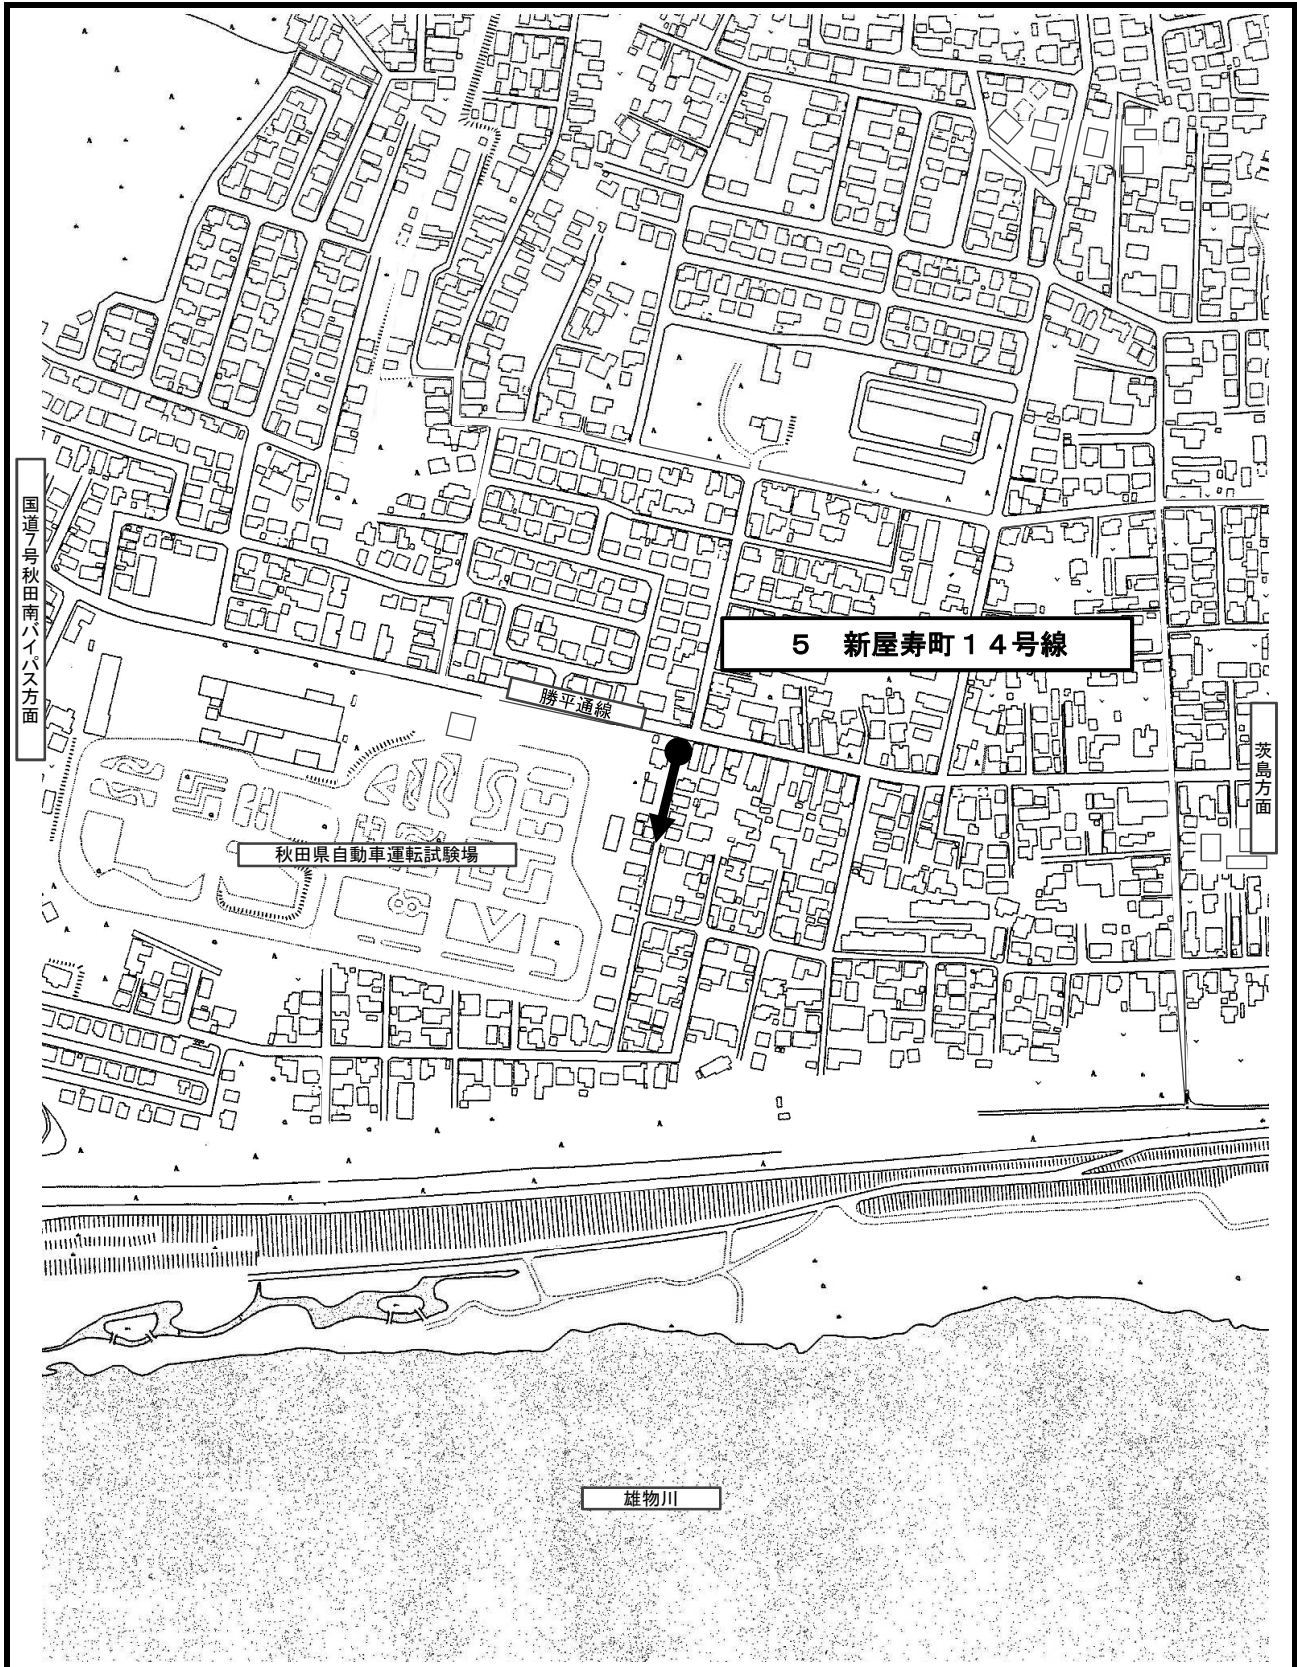 国道7号秋田南バイパス方面
5 新屋寿町14号線
勝平通線
茨島方面
秋田県自動車運転試験場
雄物川